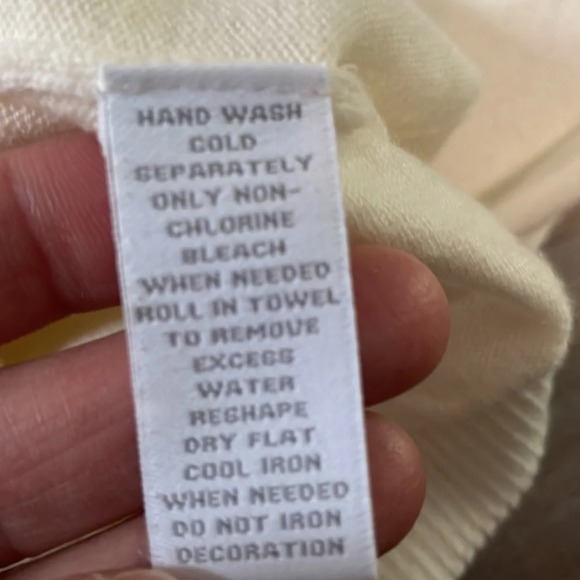 HAND WASH
COLD
SEPARATELY
ONLY NON-
CHLORINE
BLEACH
WHEN NEEDED
ROLL IN TOWEL
TO REMOVE
EXCESS
WATER
RESHAPE
DRY FLAT
COOL IRON
WHEN NEEDED
DO NOT IRON
DECORATION